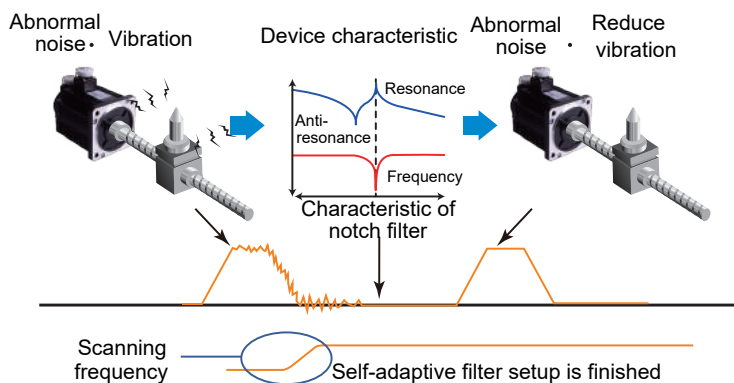 Abnormal
noise · Vibration
Device characteristic
Abnormal
noise · Reduce
vibration
Resonance
Anti-
resonance
Frequency
Characteristic of
notch filter
Scanning
frequency
Self-adaptive filter setup is finished